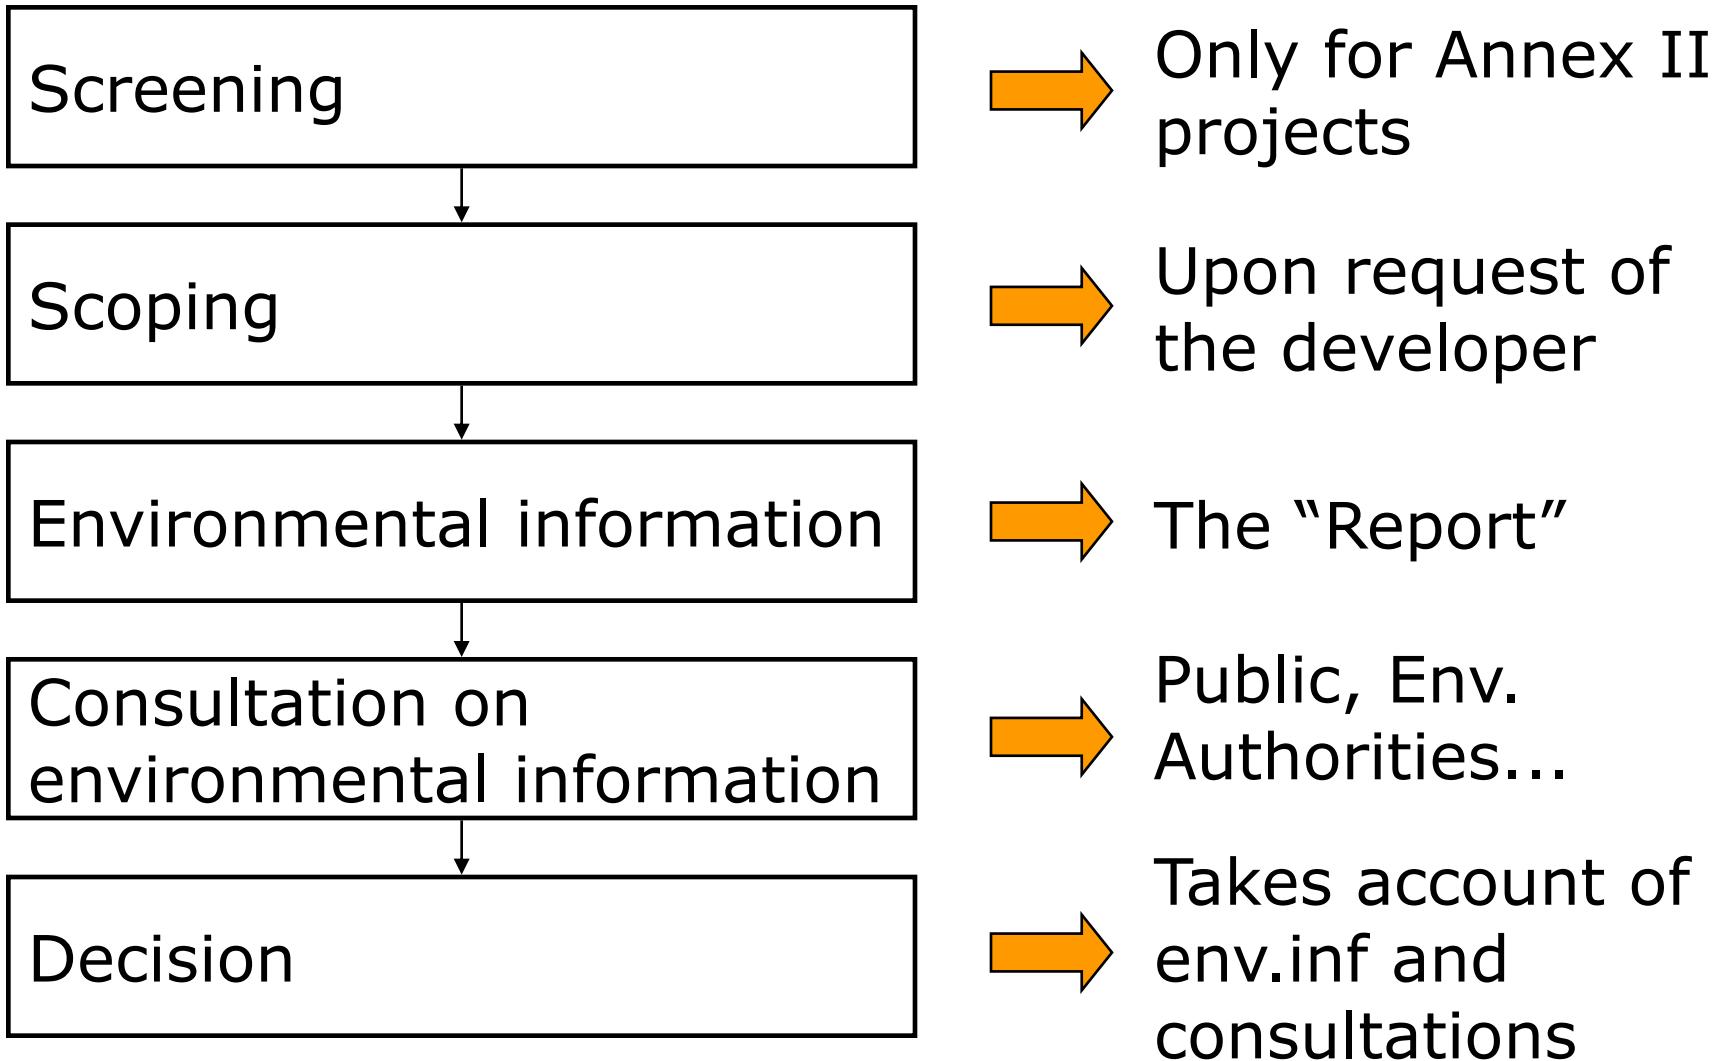 Screening
Only for Annex II
projects
Scoping
Upon request of
the developer
Environmental information
The “Report”
Consultation on
environmental information
Public, Env.
Authorities...
Decision
Takes account of
env.inf and
consultations